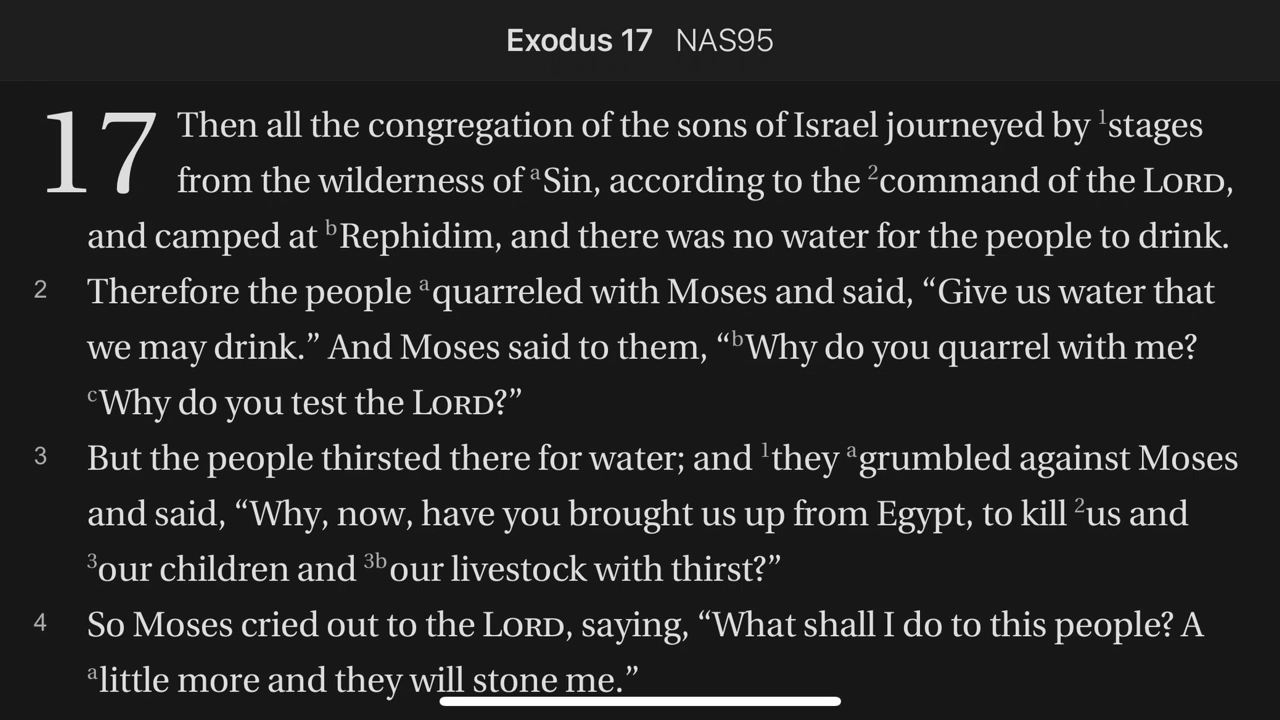 Exodus 17 NAS95
17 Then all the congregation of the sons of Israel journeyed by 1stages
from the wilderness of aSin, according to the 2command of the LORD,
and camped at bRephidim, and there was no water for the people to drink.
2 Therefore the people aquarreled with Moses and said, “Give us water that
we may drink.” And Moses said to them, “bWhy do you quarrel with me?
cWhy do you test the LORD?”
3 But the people thirsted there for water; and 1they agrumbled against Moses
and said, “Why, now, have you brought us up from Egypt, to kill 2us and
3our children and 3bour livestock with thirst?”
4 So Moses cried out to the LORD, saying, “What shall I do to this people? A
alittle more and they will stone me.”